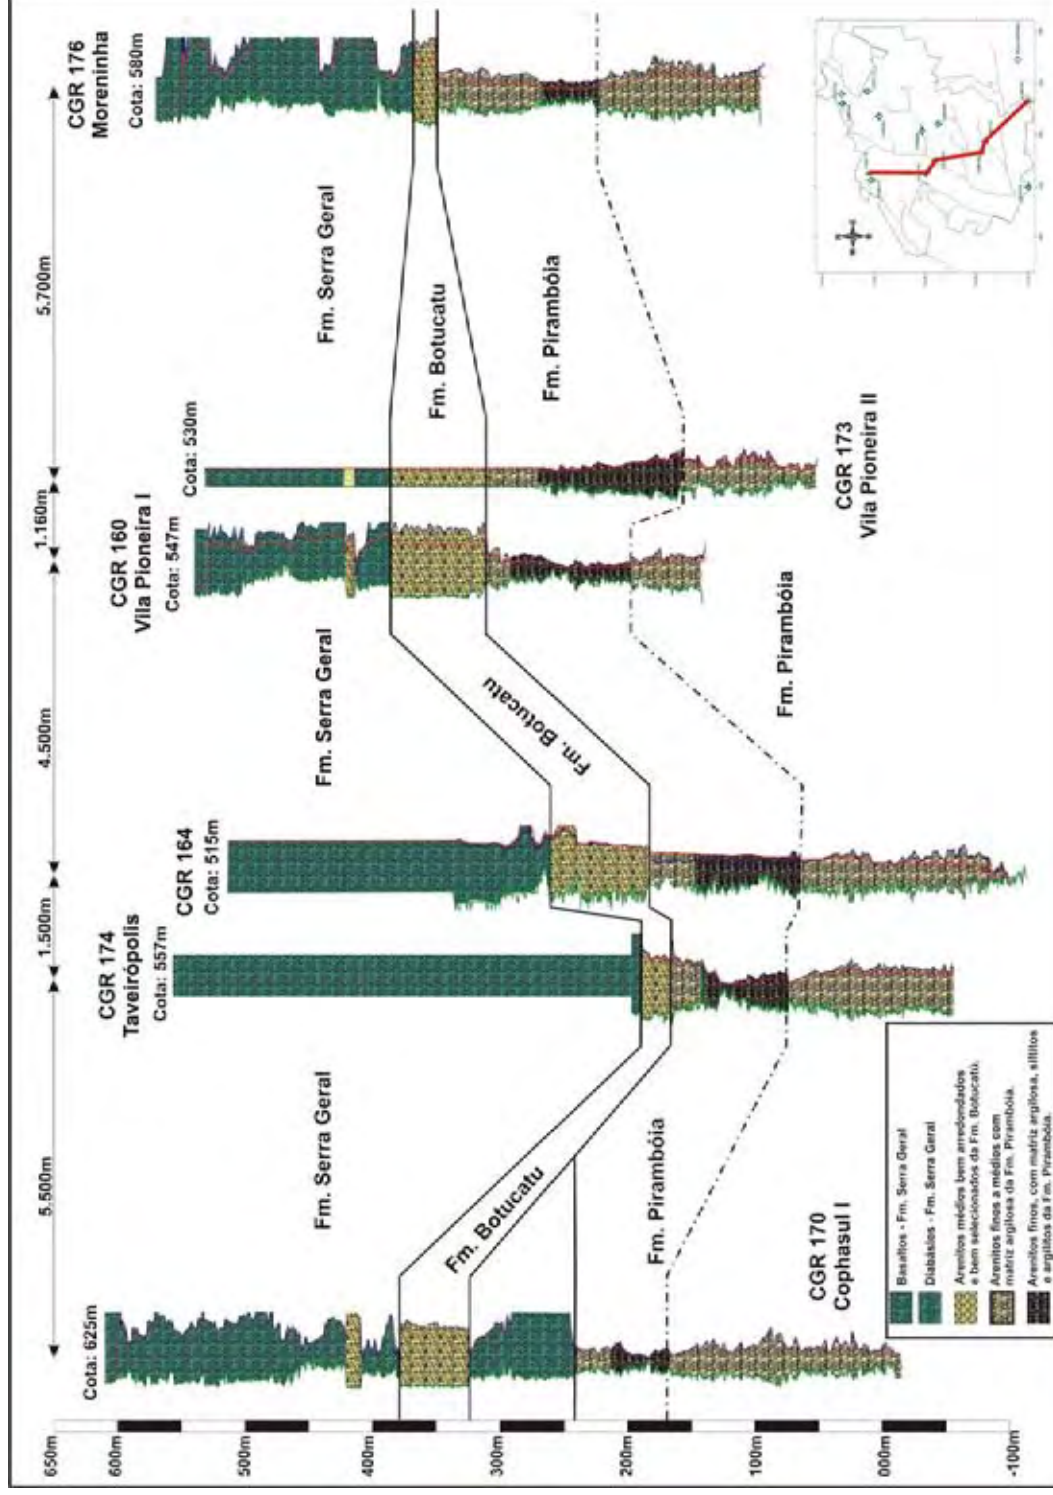 CGR 176
Moreninha
Cota: 580m
5.700m
Fm. Serra Geral
Fm. Botucatu
Fm. Pirambóia
Cota: 530m
CGR 173
Vila Pioneira II
1.160m
CGR 160
Vila Pioneira I
Cota: 547m
4.500m
Fm. Serra Geral
Fm. Botucatu
Fm. Pirambóia
CGR 164
Cota: 515m
1.500m
CGR 174
Taveirópolis
Cota: 557m
5.500m
Fm. Serra Geral
Fm. Botucatu
Fm. Pirambóia
CGR 170
Cophasul I
Cota: 625m
Basaltos - Fm. Serra Geral
Diabásios - Fm. Serra Geral
Arenitos médios bem arredondados
e bem selecionados da Fm. Botucatú.
Arenitos finos a médios com
matriz argilosa da Fm. Pirambóia.
Arenitos finos, com matriz argilosa, siltitos
e argilitos da Fm. Pirambóia.
650m
600m
500m
400m
300m
200m
100m
000m
-100m